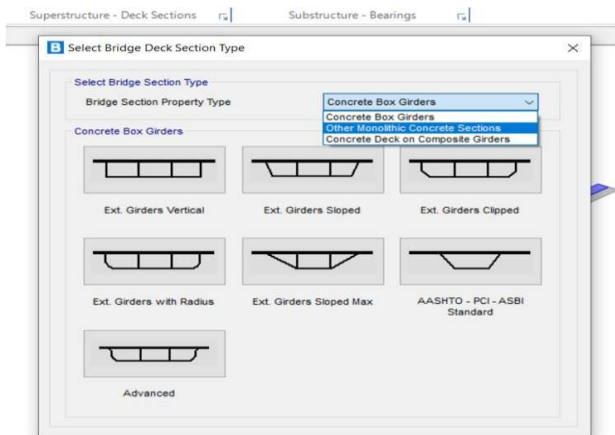 Superstructure - Deck Sections
Substructure - Bearings
B Select Bridge Deck Section Type
Select Bridge Section Type
Bridge Section Property Type
Concrete Box Girders
Concrete Box Girders
Other Monolithic Concrete Sections
Concrete Deck on Composite Girders
Concrete Box Girders
Ext. Girders Vertical
Ext. Girders Sloped
Ext. Girders Clipped
Ext. Girders with Radius
Ext. Girders Sloped Max
AASHTO - PCI - ASBI
Standard
Advanced